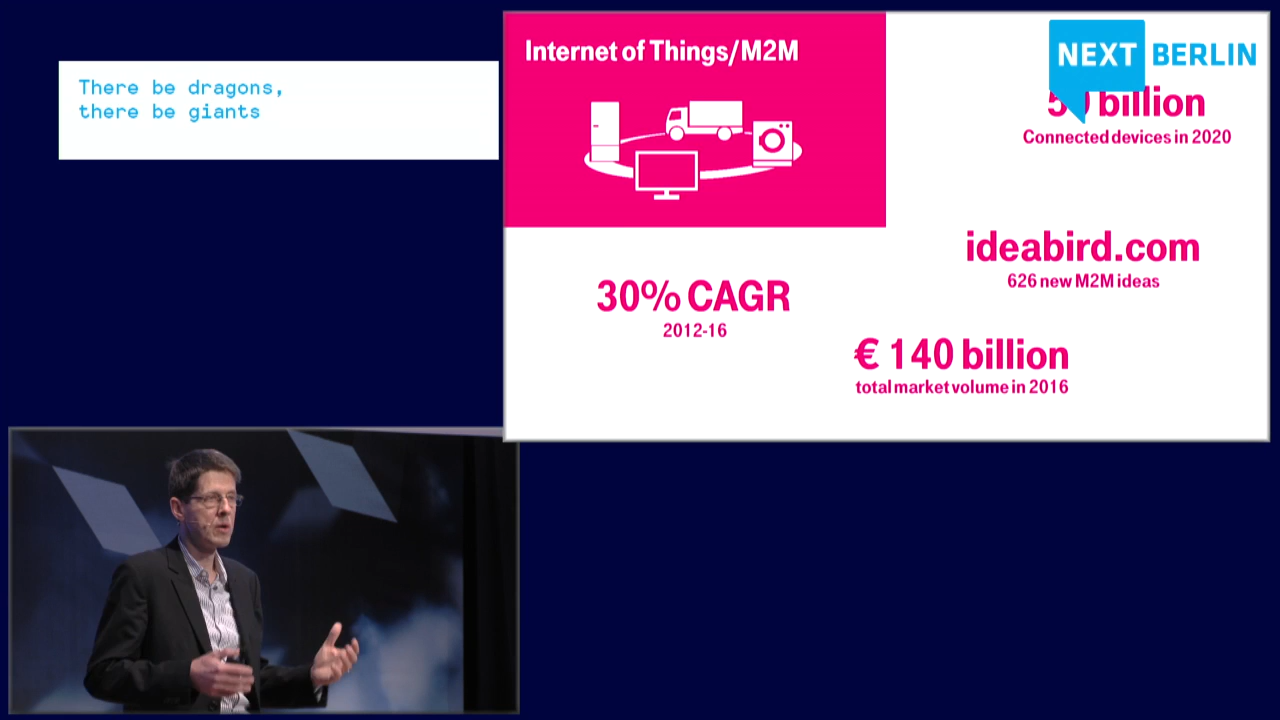 There be dragons,
there be giants
Internet of Things/M2M
NEXT BERLIN
billion
Connected devices in 2020
ideabird.com
626 new M2M ideas
30% CAGR
2012-16
€ 140 billion
total market volume in 2016